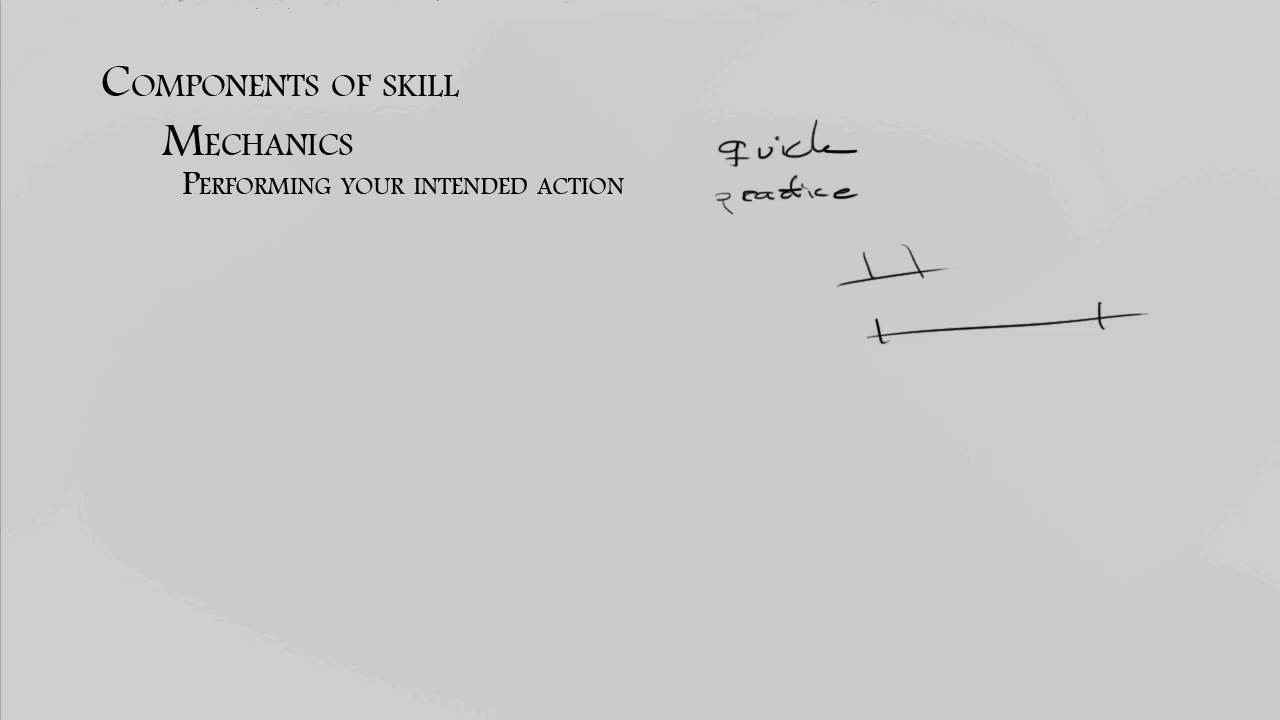 Components of skill
Mechanics
Performing your intended action
quick
practice